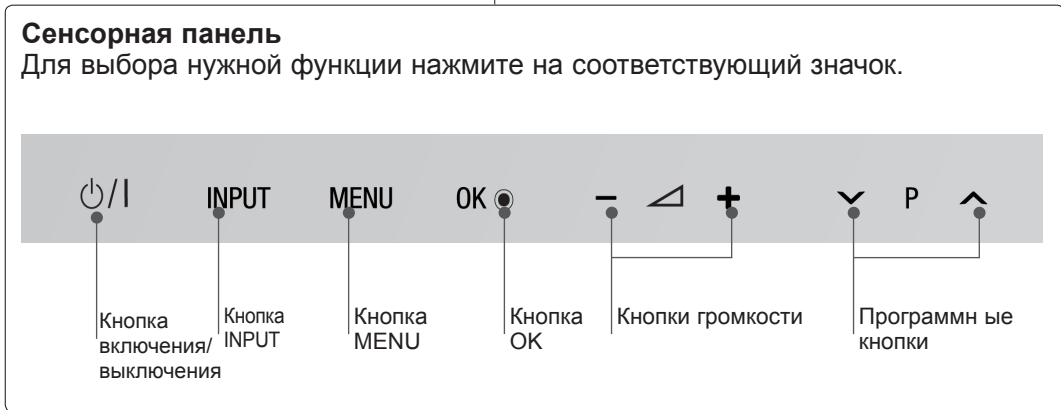 Сенсорная панель
Для выбора нужной функции нажмите на соответствующий значок.
/I INPUT MENU OK - + P
Кнопка включения/ выключения
Кнопка INPUT
Кнопка MENU
Кнопка OK
Кнопки громкости
Программн ые кнопки